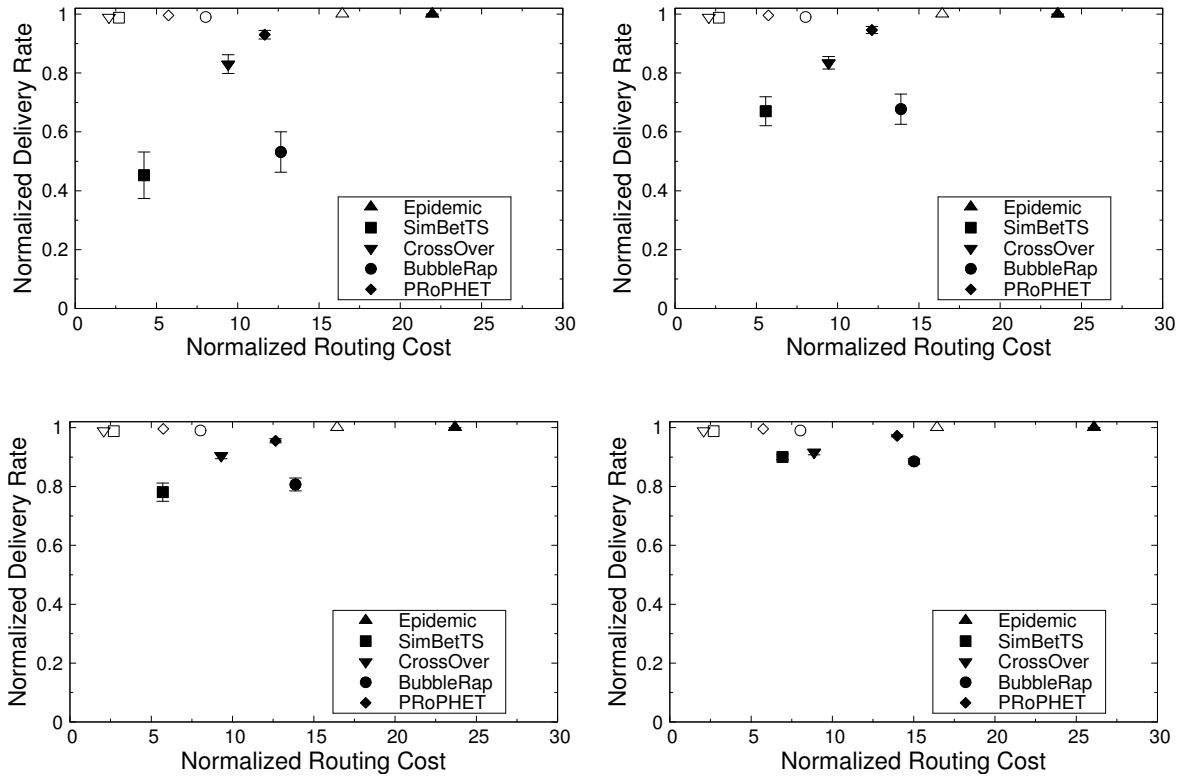 Normalized Delivery Rate
1
0.8
0.6
0.4
0.2
0
0 5 10 15 20 25 30
Normalized Routing Cost
Epidemic
SimBetTS
CrossOver
BubbleRap
PRoPHET
Normalized Delivery Rate
1
0.8
0.6
0.4
0.2
0
0 5 10 15 20 25 30
Normalized Routing Cost
Epidemic
SimBetTS
CrossOver
BubbleRap
PRoPHET
Normalized Delivery Rate
1
0.8
0.6
0.4
0.2
0
0 5 10 15 20 25 30
Normalized Routing Cost
Epidemic
SimBetTS
CrossOver
BubbleRap
PRoPHET
Normalized Delivery Rate
1
0.8
0.6
0.4
0.2
0
0 5 10 15 20 25 30
Normalized Routing Cost
Epidemic
SimBetTS
CrossOver
BubbleRap
PRoPHET